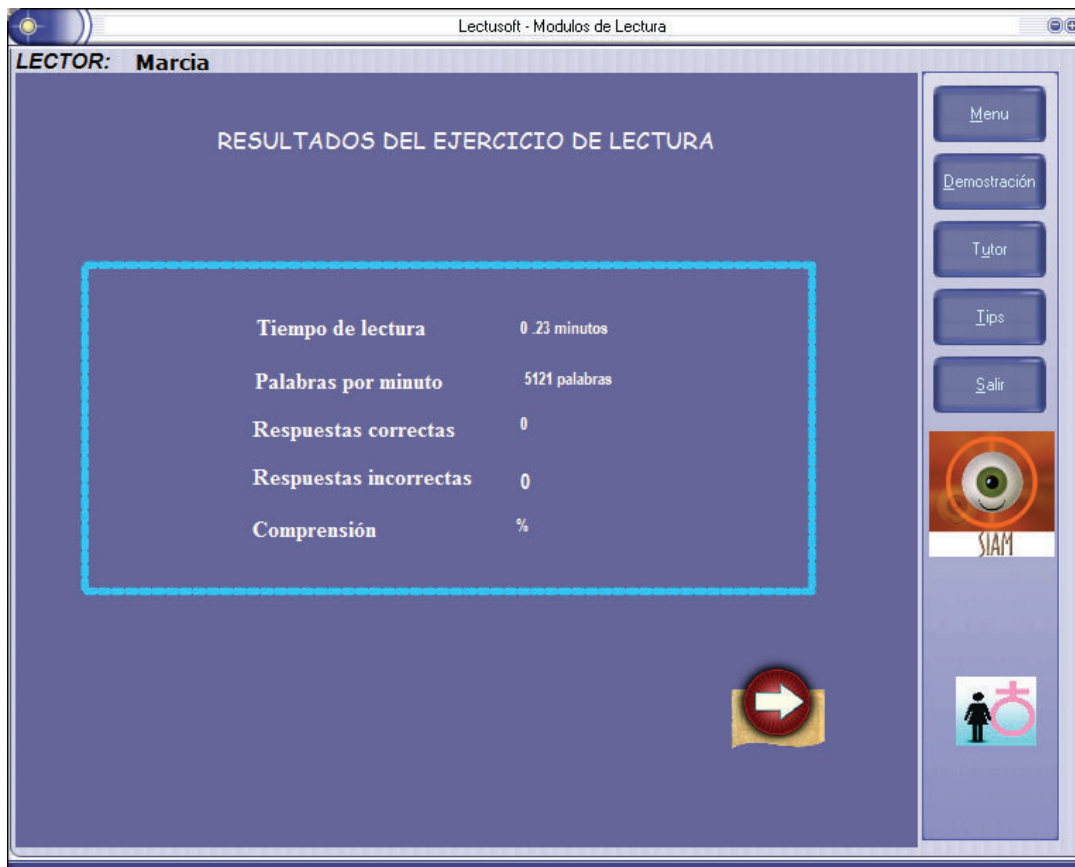 Lectusoft - Modulos de Lectura
LECTOR: Marcia
RESULTADOS DEL EJERCICIO DE LECTURA
Tiempo de lectura 0 .23 minutos
Palabras por minuto 5121 palabras
Respuestas correctas 0
Respuestas incorrectas 0
Comprensión %
Menu
Demostración
Tutor
Tips
Salir
SIAM